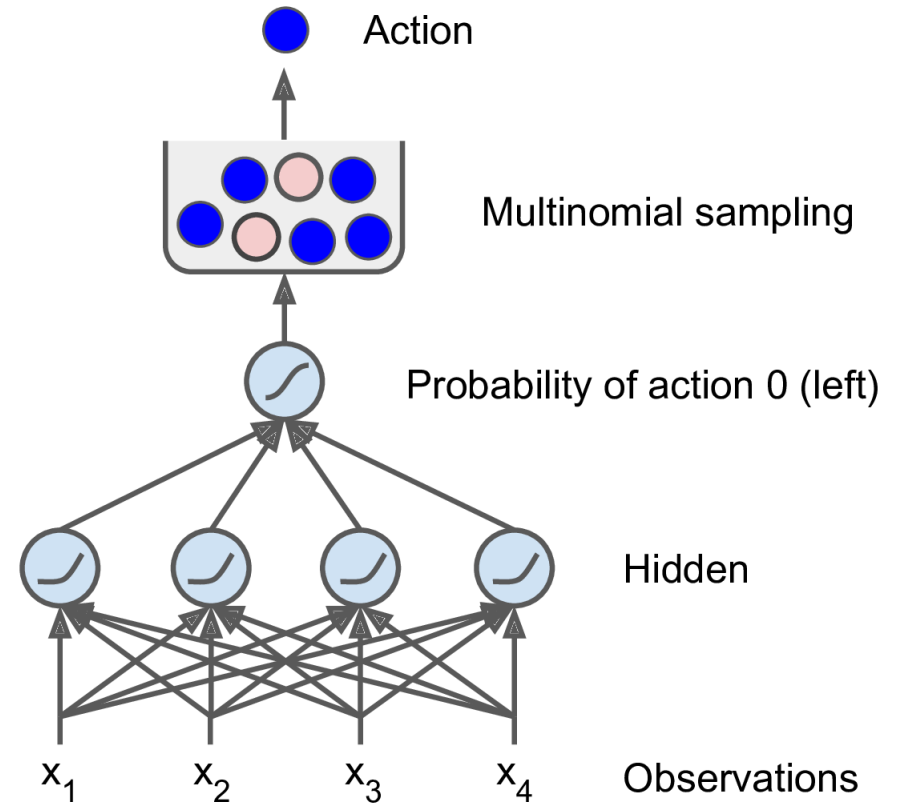 Action
Multinomial sampling
Probability of action 0 (left)
Hidden
x1 x2 x3 x4
Observations